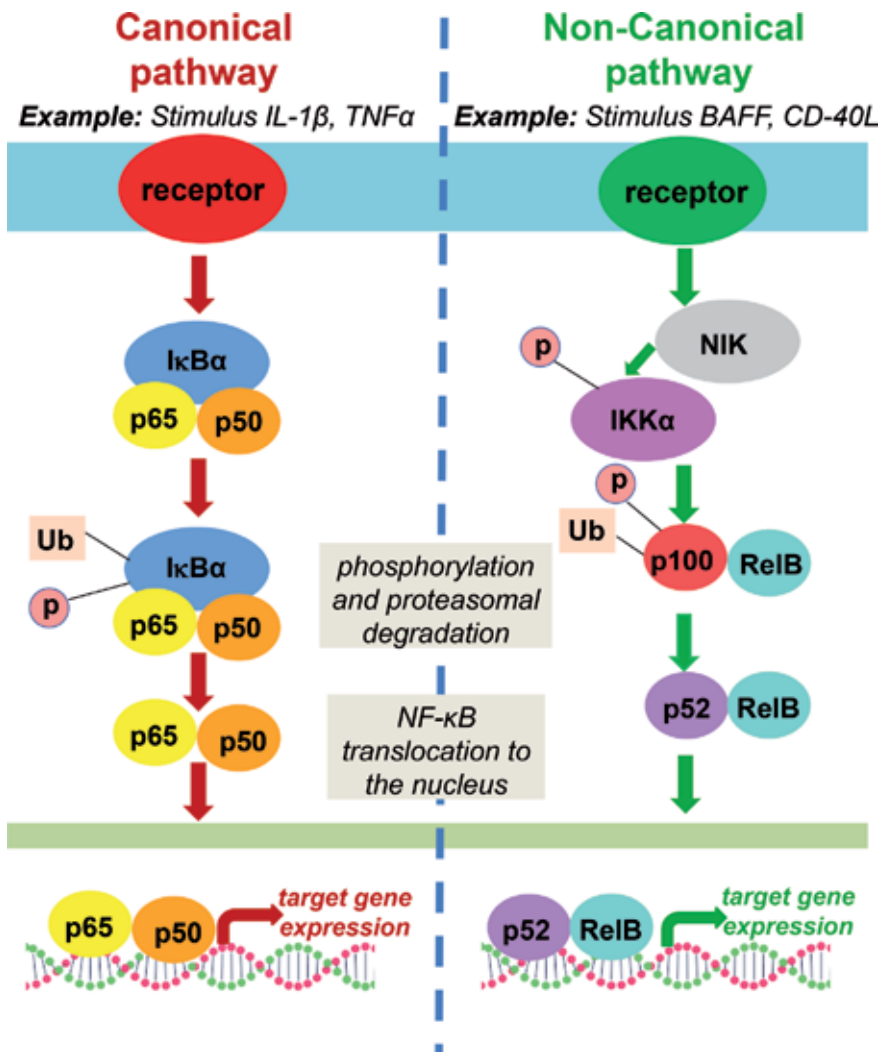 Canonical
pathway
Example: Stimulus IL-1β, TNFα
receptor
IκBα
p65
p50
Ub
p
IκBα
p65
p50
p65
p50
p65
p50
target gene
expression
phosphorylation
and proteasomal
degradation
NF-κB
translocation to
the nucleus
Non-Canonical
pathway
Example: Stimulus BAFF, CD-40L
receptor
NIK
p
IKKα
p
Ub
p100
RelB
p52
RelB
p52
RelB
target gene
expression